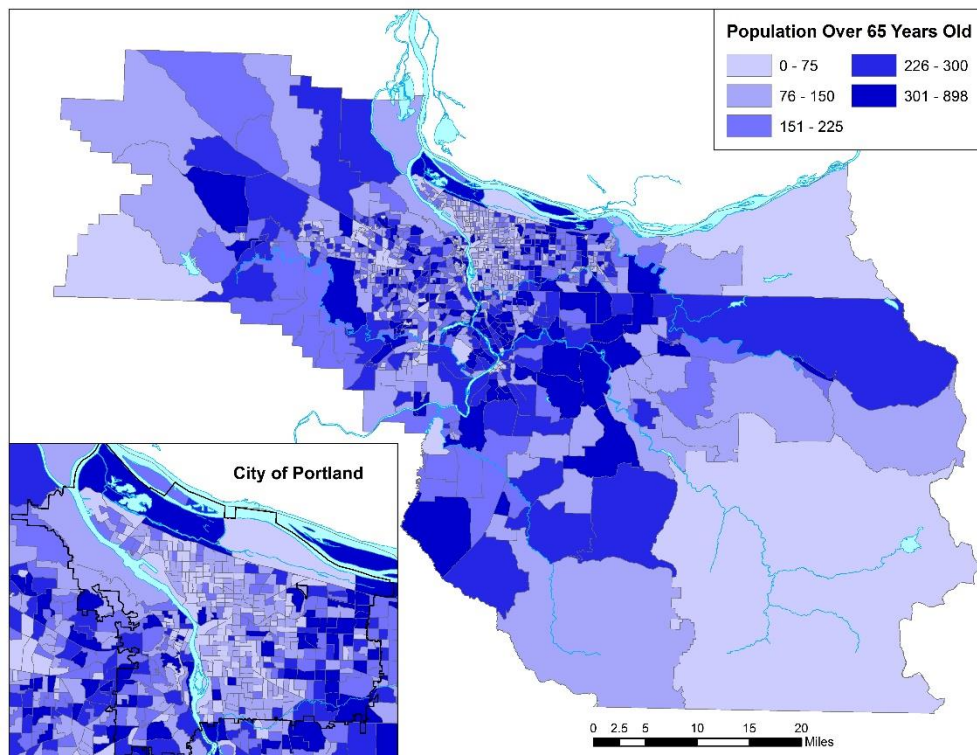 Population Over 65 Years Old
0 - 75
226 - 300
76 - 150
301 - 898
151 - 225
City of Portland
0 2.5 5 10 15 20
Miles